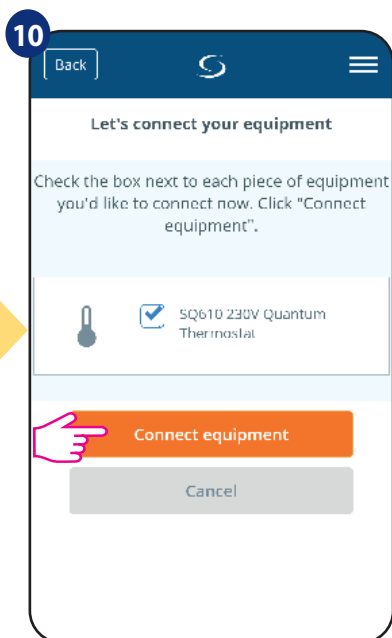 10
Back
Let's connect your equipment
Check the box next to each piece of equipment
you'd like to connect now. Click "Connect
equipment".
SQ610 230V Quantum
Thermostat
Connect equipment
Cancel